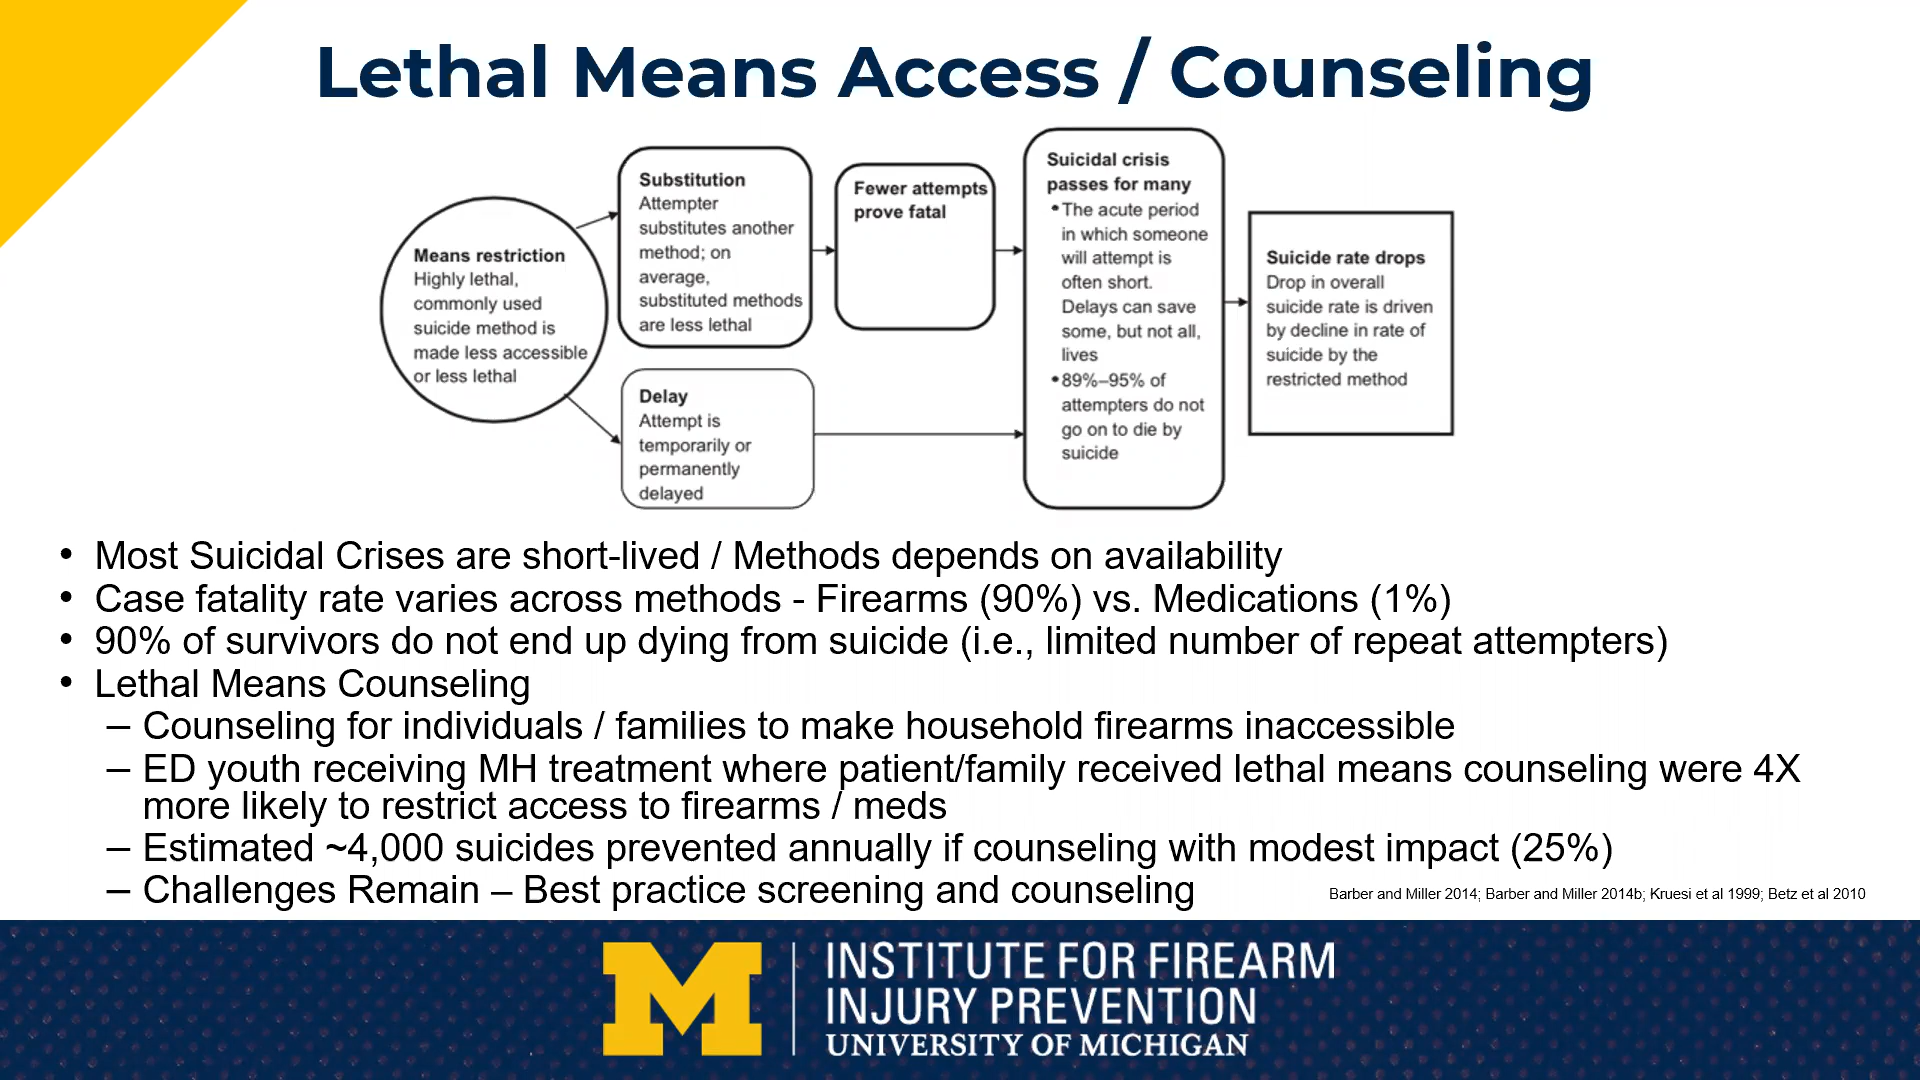 Lethal Means Access / Counseling
Means restriction
Highly lethal,
commonly used
suicide method is
made less accessible
or less lethal
Substitution
Attempter
substitutes another
method; on
average,
substituted methods
are less lethal
Delay
Attempt is
temporarily or
permanently
delayed
Fewer attempts
prove fatal
Suicidal crisis
passes for many
•The acute period
in which someone
will attempt is
often short.
Delays can save
some, but not all,
lives
•89%–95% of
attempters do not
go on to die by
suicide
Suicide rate drops
Drop in overall
suicide rate is driven
by decline in rate of
suicide by the
restricted method
• Most Suicidal Crises are short-lived / Methods depends on availability
• Case fatality rate varies across methods - Firearms (90%) vs. Medications (1%)
• 90% of survivors do not end up dying from suicide (i.e., limited number of repeat attempters)
• Lethal Means Counseling
– Counseling for individuals / families to make household firearms inaccessible
– ED youth receiving MH treatment where patient/family received lethal means counseling were 4X
more likely to restrict access to firearms / meds
– Estimated ~4,000 suicides prevented annually if counseling with modest impact (25%)
– Challenges Remain – Best practice screening and counseling
Barber and Miller 2014; Barber and Miller 2014b; Kruesi et al 1999; Betz et al 2010
M
INSTITUTE FOR FIREARM
INJURY PREVENTION
UNIVERSITY OF MICHIGAN